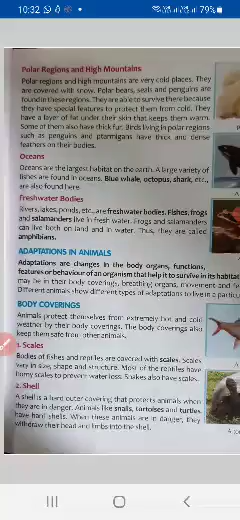 10:32
79%
Polar Regions and High Mountains
Polar regions and high mountains are very cold places. They
are covered with snow. Polar bears, seals and penguins are
found in these regions. They are able to survive there because
they have special features to protect them from cold. They
have a layer of fat under their skin that keeps them warm.
Some of them also have thick fur. Birds living in polar regions
such as penguins and ptarmigans have thick and dense
feathers on their bodies.
Oceans
Oceans are the largest habitat on the earth. A large variety of
fishes are found in oceans. Blue whale, octopus, shark, etc.,
are also found here.
Freshwater Bodies
Rivers, lakes, ponds, etc., are freshwater bodies. Fishes, frogs
and salamanders live in fresh water. Frogs and salamanders
can live both on land and in water. Thus, they are called
amphibians.
ADAPTATIONS IN ANIMALS
Adaptations are changes in the body organs, functions,
features or behaviour of an organism that help it to survive in its habitat
may be in their body coverings, breathing organs, movement and
Different animals show different types of adaptations to live in a
BODY COVERINGS
Animals protect themselves from extremely hot and cold
weather by their body coverings. The body coverings also
keep them safe from other animals.
1. Scales
Bodies of fishes and reptiles are covered with scales. Scales
vary in size, shape and structure. Most of the reptiles have
horny scales to prevent water loss. Snakes also have scales.
2. Shell
A shell is a hard outer covering that protects animals when
they are in danger. Animals like snails, tortoises and turtles
have hard shells. When these animals are in danger, they
withdraw their head and limbs into the shell.